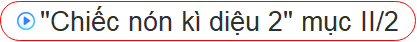 "Chiếc nón kì diệu 2" mục II/2